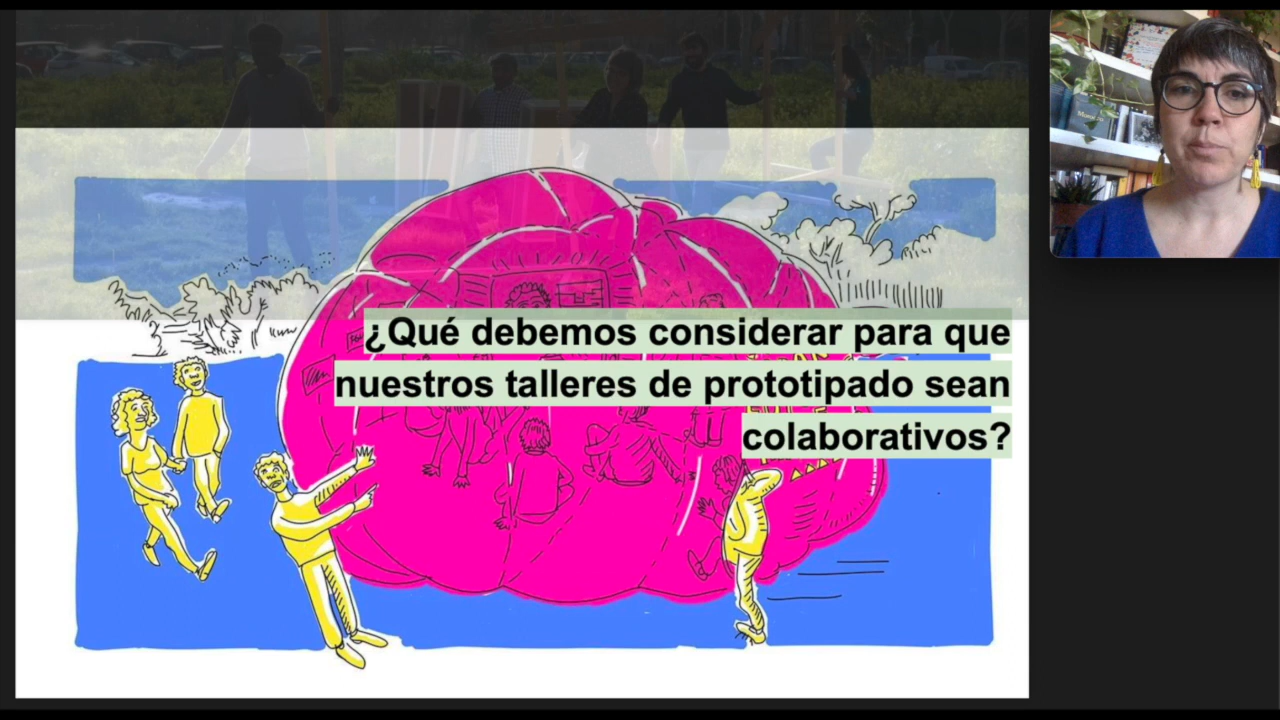 ¿Qué debemos considerar para que
nuestros talleres de prototipado sean
colaborativos?